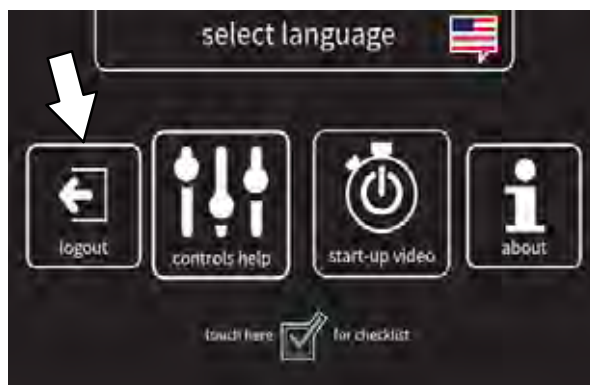 select language
logout
controls help
start-up video
about
touch here for checklist